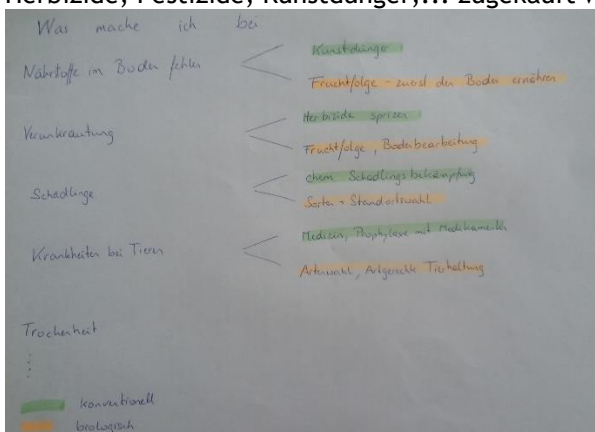 Herbizide, Pestizide, Kunstdünger,... zugekauft
Was mache ich bei
Kunstdünger
Nährstoffe im Boden fehlen
Fruchtfolge - zuerst den Boden ernähren
Herbizide sprizen
Verunkrautung
Fruchtfolge, Bodenbearbeitung
chem Schädlingsbekämpfung
Schädlinge
Sorten + Standortswahl
Medizin, Prophylaxe mit Medikamenten
Krankheiten bei Tieren
Artenwahl, Artgerechte Tierhaltung
Trockenheit
konventionell
biologisch